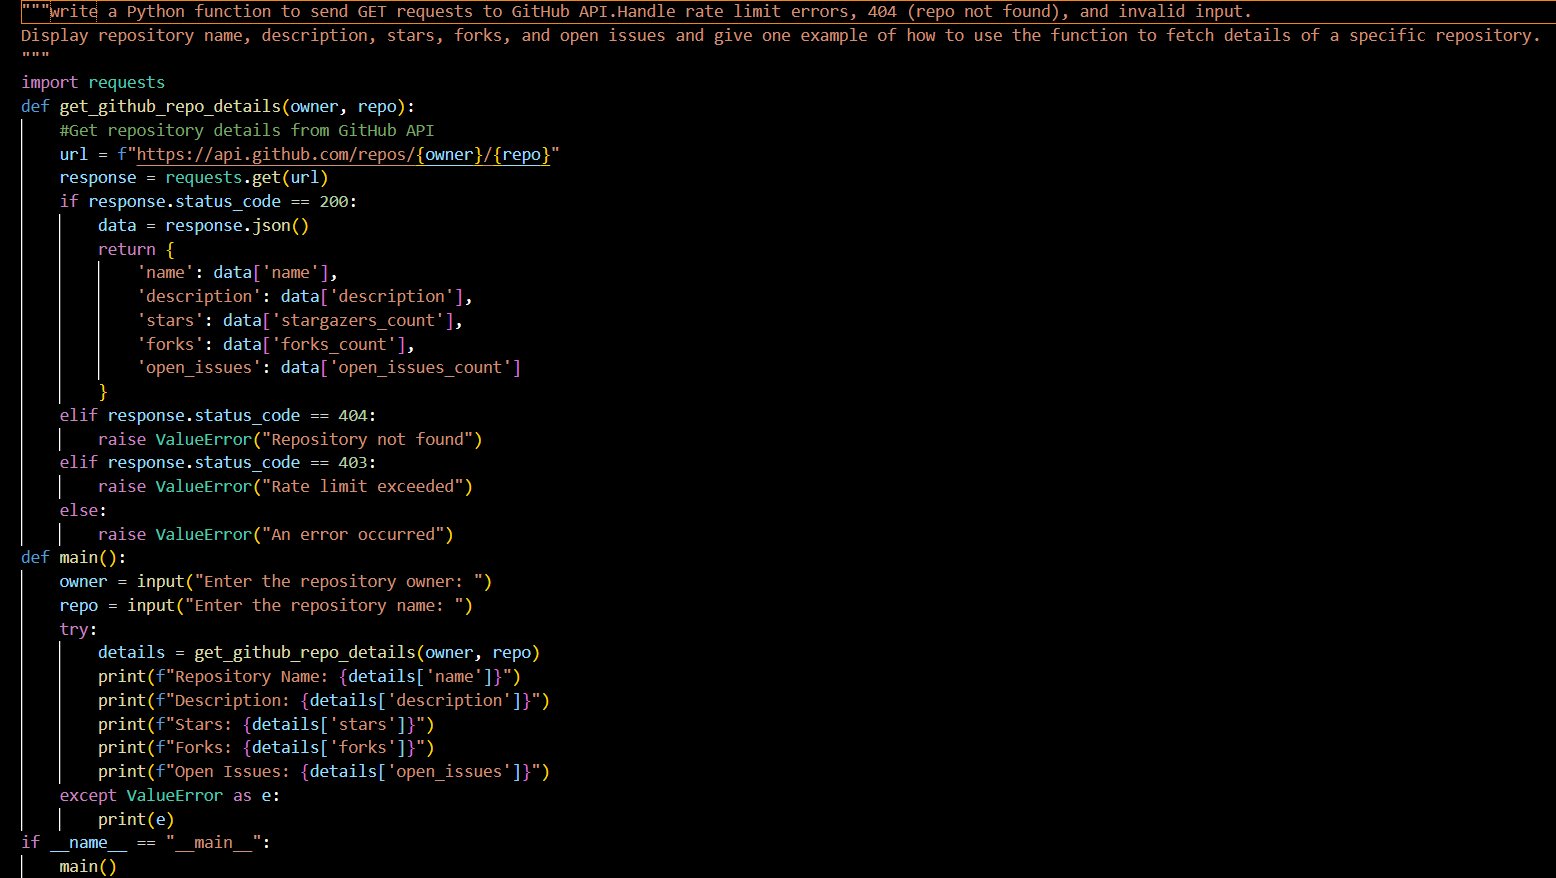 """write a Python function to send GET requests to GitHub API.Handle rate limit errors, 404 (repo not found), and invalid input.
Display repository name, description, stars, forks, and open issues and give one example of how to use the function to fetch details of a specific repository.
"""
import requests
def get_github_repo_details(owner, repo):
    #Get repository details from GitHub API
    url = f"https://api.github.com/repos/{owner}/{repo}"
    response = requests.get(url)
    if response.status_code == 200:
        data = response.json()
        return {
            'name': data['name'],
            'description': data['description'],
            'stars': data['stargazers_count'],
            'forks': data['forks_count'],
            'open_issues': data['open_issues_count']
        }
    elif response.status_code == 404:
        raise ValueError("Repository not found")
    elif response.status_code == 403:
        raise ValueError("Rate limit exceeded")
    else:
        raise ValueError("An error occurred")
def main():
    owner = input("Enter the repository owner: ")
    repo = input("Enter the repository name: ")
    try:
        details = get_github_repo_details(owner, repo)
        print(f"Repository Name: {details['name']}")
        print(f"Description: {details['description']}")
        print(f"Stars: {details['stars']}")
        print(f"Forks: {details['forks']}")
        print(f"Open Issues: {details['open_issues']}")
    except ValueError as e:
        print(e)
if __name__ == "__main__":
    main()